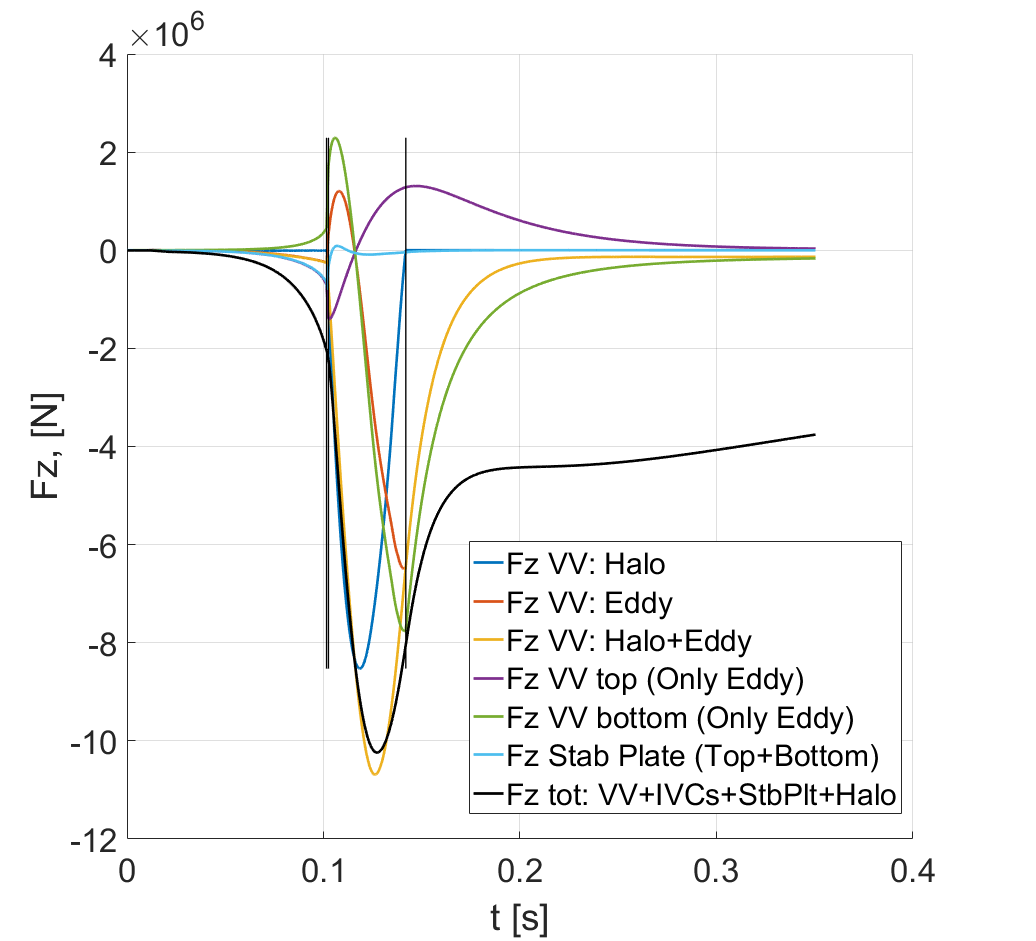 ×10^6
4
2
0
-2
-4
-6
-8
-10
-12
Fz, [N]
Fz VV: Halo
Fz VV: Eddy
Fz VV: Halo+Eddy
Fz VV top (Only Eddy)
Fz VV bottom (Only Eddy)
Fz Stab Plate (Top+Bottom)
Fz tot: VV+IVCs+StbPlt+Halo
0 0.1 0.2 0.3 0.4
t [s]